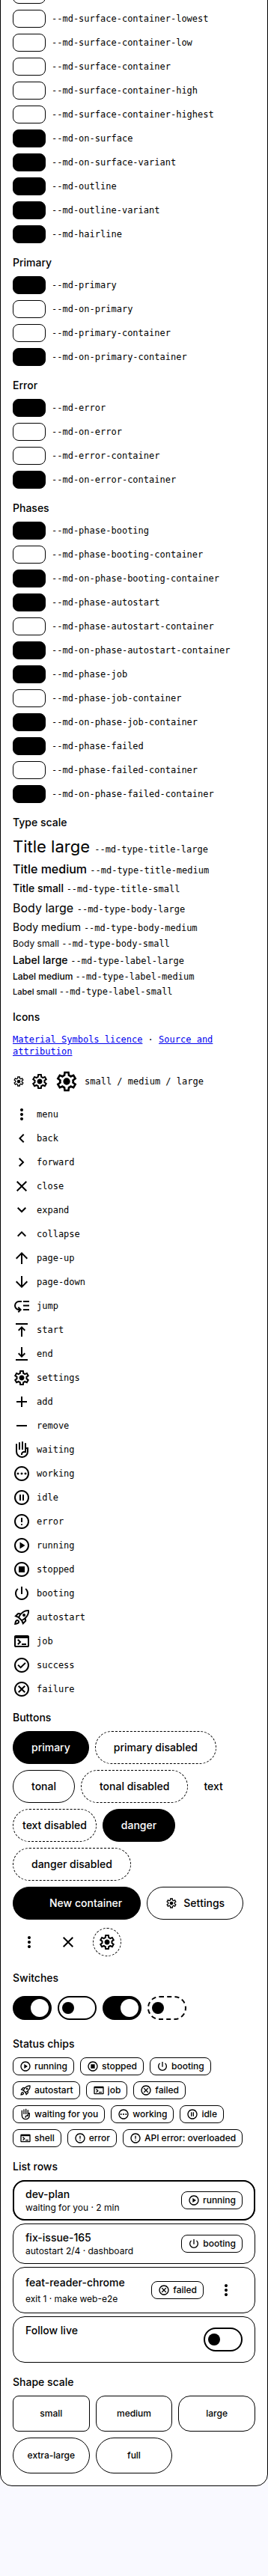 --md-surface-container-lowest
--md-surface-container-low
--md-surface-container
--md-surface-container-high
--md-surface-container-highest
--md-on-surface
--md-on-surface-variant
--md-outline
--md-outline-variant
--md-hairline
Primary
--md-primary
--md-on-primary
--md-primary-container
--md-on-primary-container
Error
--md-error
--md-on-error
--md-error-container
--md-on-error-container
Phases
--md-phase-booting
--md-phase-booting-container
--md-on-phase-booting-container
--md-phase-autostart
--md-phase-autostart-container
--md-on-phase-autostart-container
--md-phase-job
--md-phase-job-container
--md-on-phase-job-container
--md-phase-failed
--md-phase-failed-container
--md-on-phase-failed-container
Type scale
Title large --md-type-title-large
Title medium --md-type-title-medium
Title small --md-type-title-small
Body large --md-type-body-large
Body medium --md-type-body-medium
Body small --md-type-body-small
Label large --md-type-label-large
Label medium --md-type-label-medium
Label small --md-type-label-small
Icons
Material Symbols licence · Source and
attribution
small / medium / large
menu
back
forward
close
expand
collapse
page-up
page-down
jump
start
end
settings
add
remove
waiting
working
idle
error
running
stopped
booting
autostart
job
success
failure
Buttons
primary primary disabled
tonal tonal disabled text
text disabled danger
danger disabled
New container Settings
Switches
Status chips
running stopped booting
autostart job failed
waiting for you working idle
shell error API error: overloaded
List rows
dev-plan
waiting for you · 2 min running
fix-issue-165
autostart 2/4 · dashboard booting
feat-reader-chrome
exit 1 · make web-e2e failed
Follow live
Shape scale
small medium large
extra-large full